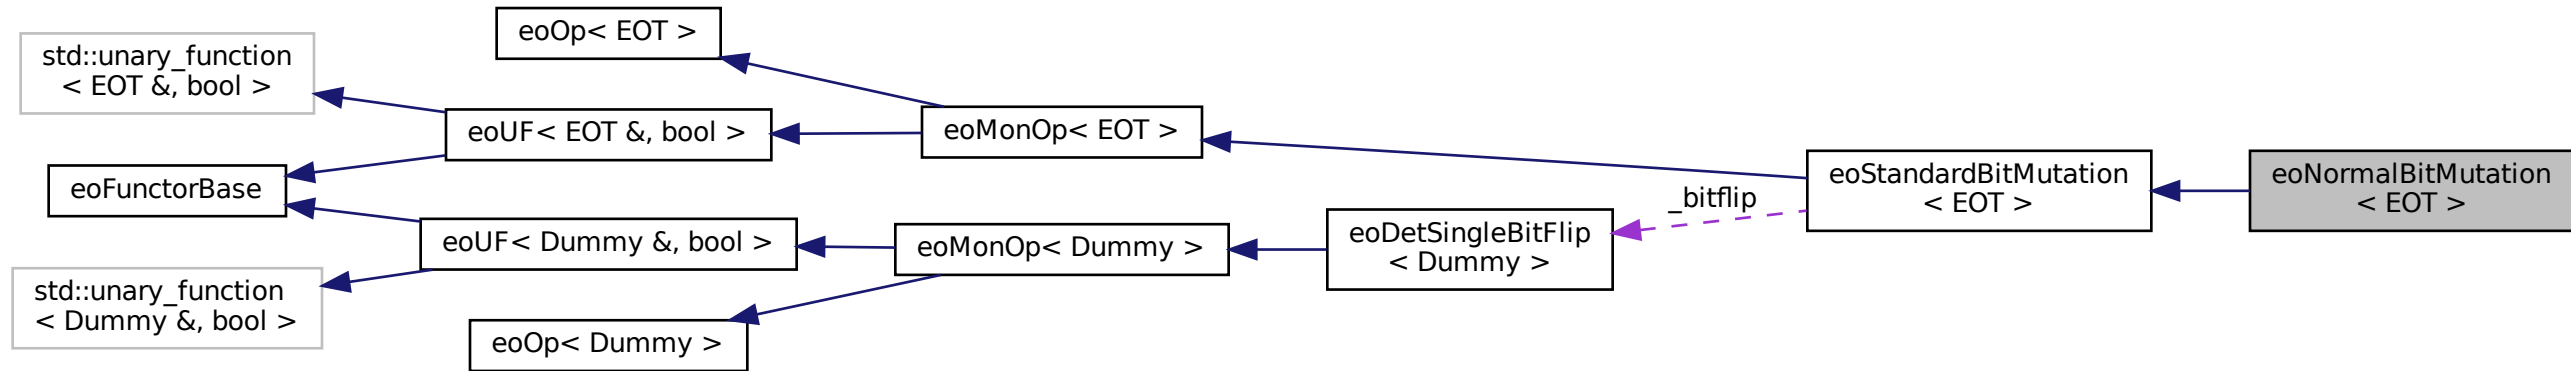 eoOp< EOT >
std::unary_function
< EOT &, bool >
eoUF< EOT &, bool >
eoMonOp< EOT >
eoFunctorBase
eoStandardBitMutation
< EOT >
eoNormalBitMutation
< EOT >
_bitflip
eoUF< Dummy &, bool >
eoMonOp< Dummy >
eoDetSingleBitFlip
< Dummy >
std::unary_function
< Dummy &, bool >
eoOp< Dummy >